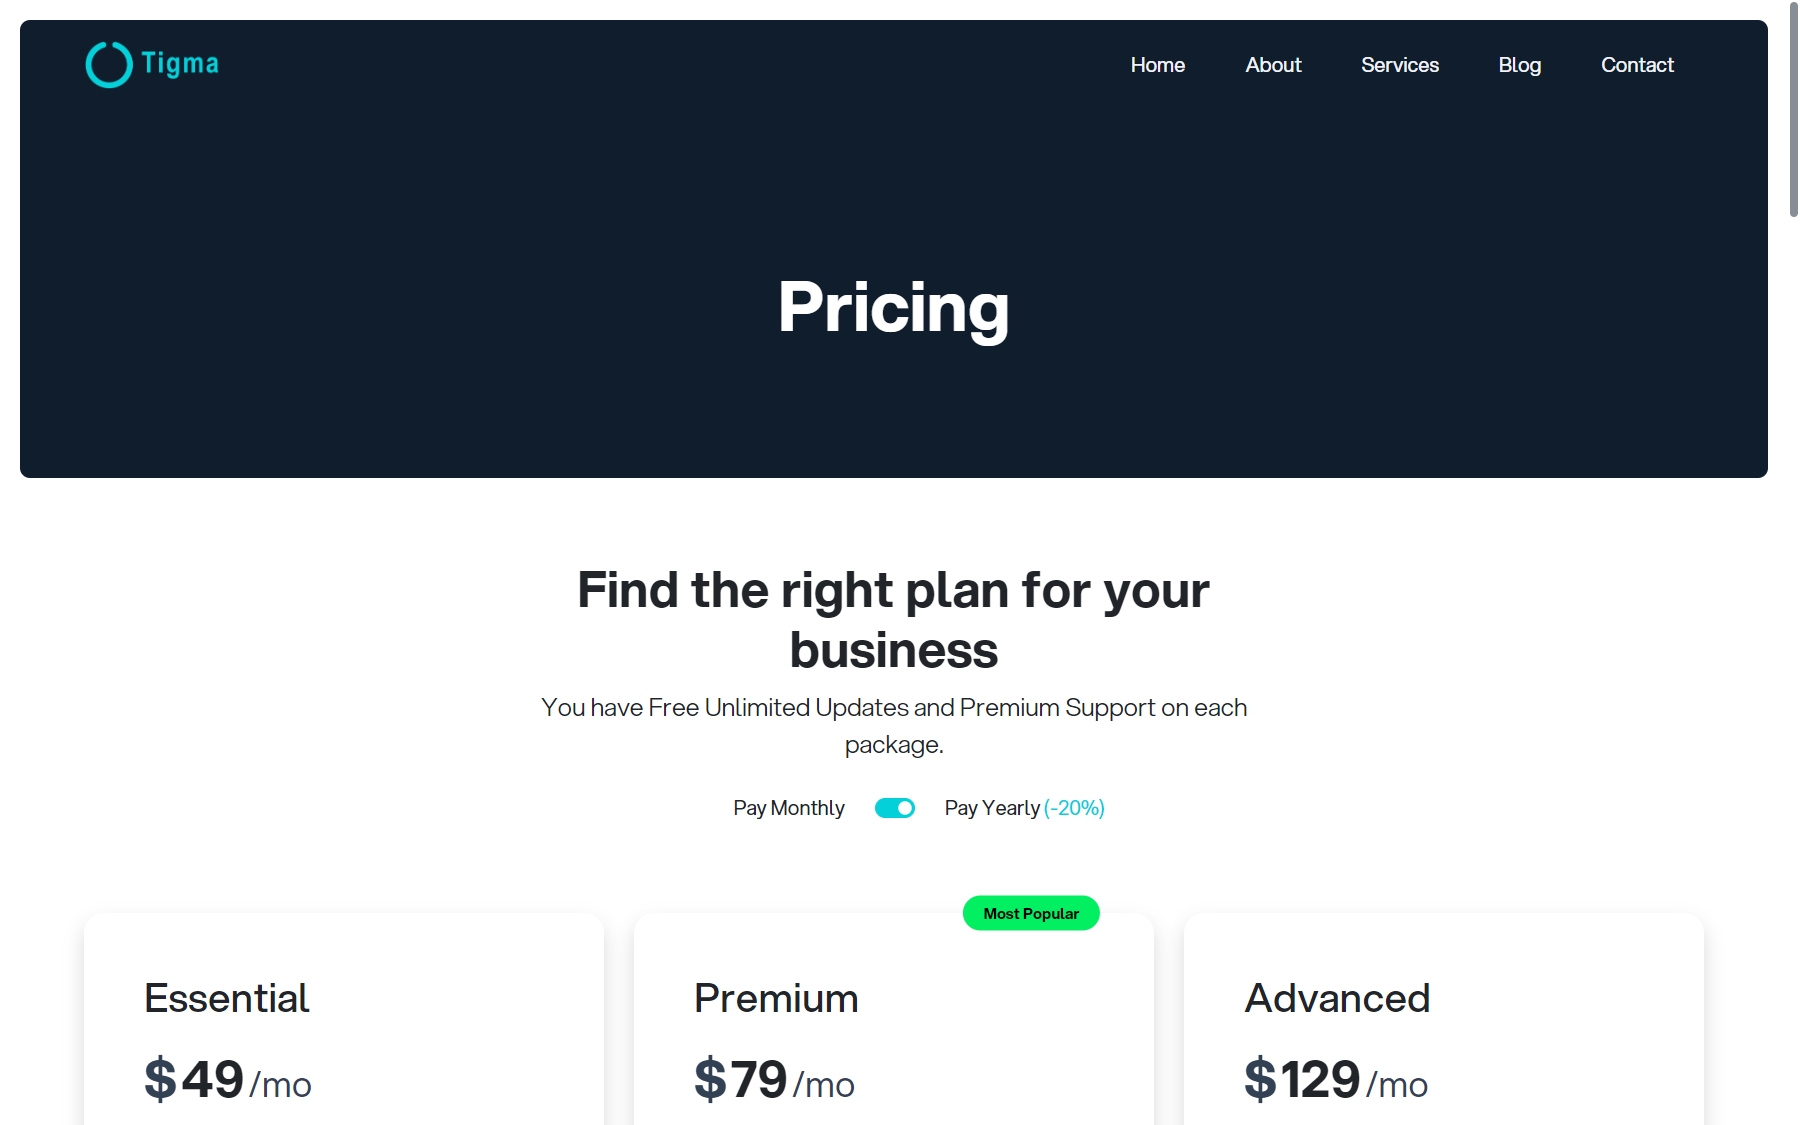 Tigma
Home About Services Blog Contact
Pricing
Find the right plan for your
business
You have Free Unlimited Updates and Premium Support on each
package.
Pay Monthly Pay Yearly (-20%)
Most Popular
Essential
$49/mo
Premium
$79/mo
Advanced
$129/mo